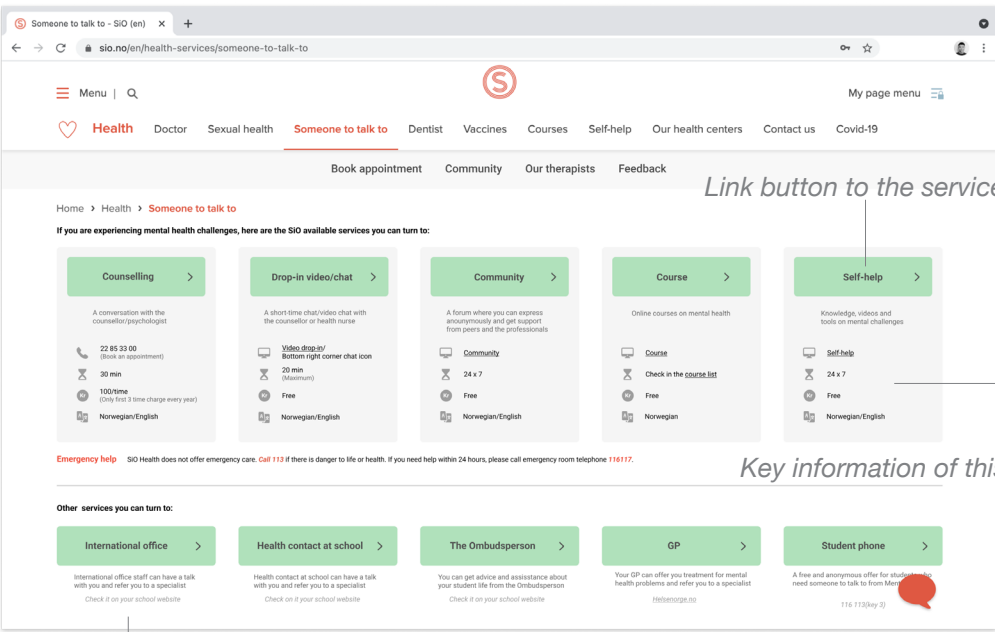 Someone to talk to - SiO (en)
sio.no/en/health-services/someone-to-talk-to
Menu |
S
My page menu
Health Doctor Sexual health Someone to talk to Dentist Vaccines Courses Self-help Our health centers Contact us Covid-19
Book appointment Community Our therapists Feedback
Link button to the service
Home > Health > Someone to talk to
If you are experiencing mental health challenges, here are the SiO available services you can turn to:
Counselling
A conversation with the
counsellor/psychologist
22 85 33 00
(Book an appointment)
30 min
Kr
100/time
(Only first 3 time charge every year)
Norwegian/English
Drop-in video/chat
A short-time chat/video chat with
the counsellor or health nurse
Video drop-in/
Bottom right corner chat icon
20 min
(Maximum)
Kr
Free
Norwegian/English
Community
A forum where you can express
anounymously and get support
from peers and the professionals
Community
24 x 7
Kr
Free
Norwegian/English
Course
Online courses on mental health
Course
Check in the course list
Kr
Free
Norwegian
Self-help
Knowledge, videos and
tools on mental challenges
Self-help
24 x 7
Kr
Free
Norwegian/English
Emergency help SiO Health does not offer emergency care. Call 113 if there is danger to life or health. If you need help within 24 hours, please call emergency room telephone 116117.
Key information of this
Other services you can turn to:
International office
International office staff can have a talk
with you and refer you to a specialist
Check it on your school website
Health contact at school
Health contact at school can have a talk
with you and refer you to a specialist
Check on it your school website
The Ombudsperson
You can get advice and assisstance about
your student life from the Ombudsperson
Check it on your school website
GP
Your GP can offer you treatment for mental
health problems and refer you to a specialist
Helsenorge.no
Student phone
A free and anonymous offer for students who
need someone to talk to from
116 113(key 3)